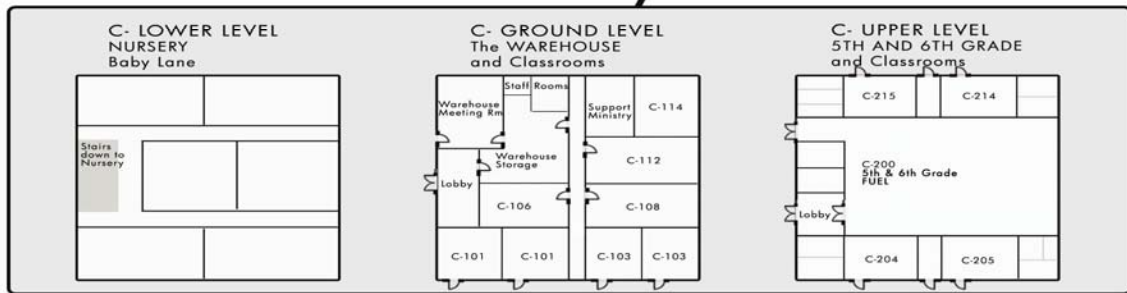 C- LOWER LEVEL
NURSERY
Baby Lane
Stairs
down to
Nursery
C- GROUND LEVEL
The WAREHOUSE
and Classrooms
Staff Rooms
Warehouse
Meeting Rm
Support
Ministry
C-114
Warehouse
Storage
C-112
Lobby
C-106
C-108
C-101
C-101
C-103
C-103
C- UPPER LEVEL
5TH AND 6TH GRADE
and Classrooms
C-215
C-214
C-200
5th & 6th Grade
FUEL
Lobby
C-204
C-205